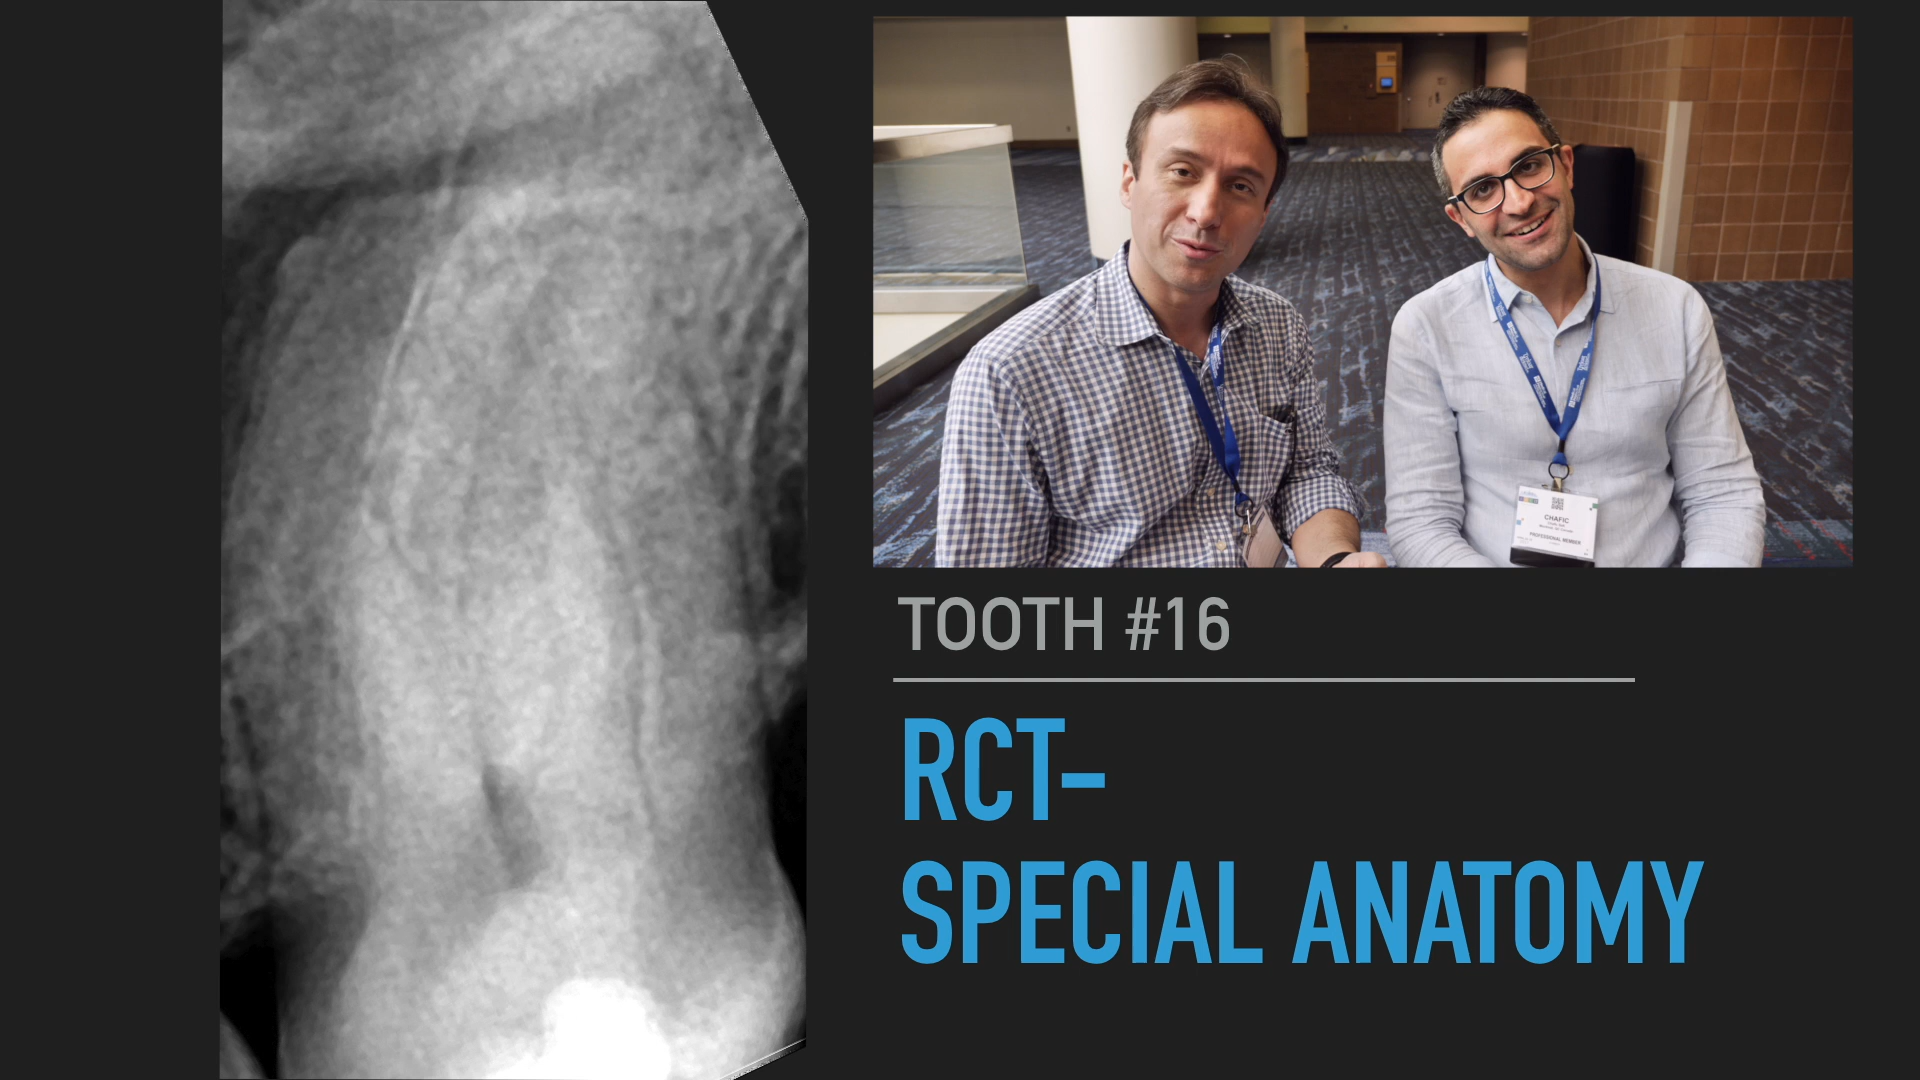 TOOTH #16
RCT-
SPECIAL ANATOMY
CHAFIC
PROFESSIONAL MEMBER